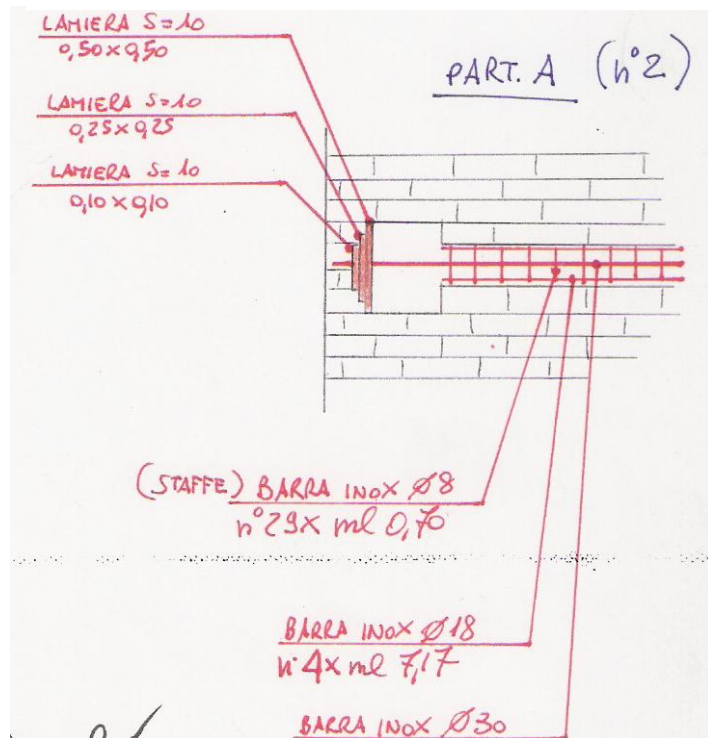 LAMIERA S=10
0,50x0,50
PART. A (n°2)
LAMIERA S=10
0,25x0,25
LAMIERA S=10
0,10x0,10
(STAFFE) BARRA INOX Ø8
n°29x ml 0,70
BARRA INOX Ø18
n°4x ml 7,17
BARRA INOX Ø30